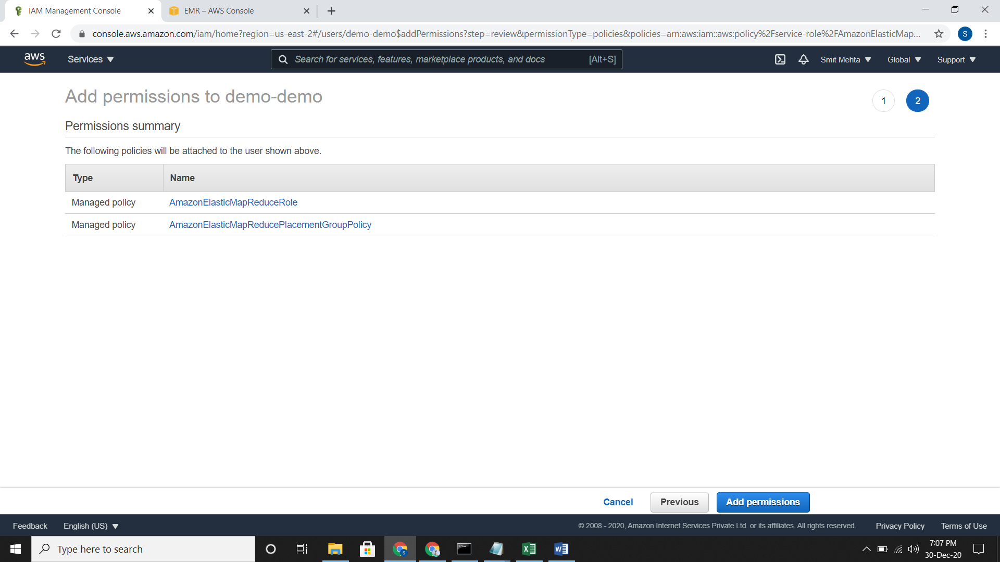 IAM Management Console
EMR – AWS Console
console.aws.amazon.com/iam/home?region=us-east-2#/users/demo-demo$addPermissions?step=review&permissionType=policies&policies=arn:aws:iam::aws:policy%2Fservice-role%2FAmazonElasticMap...
S
aws
Services
Search for services, features, marketplace products, and docs
[Alt+S]
Smit Mehta
Global
Support
Add permissions to demo-demo
1
2
Permissions summary
The following policies will be attached to the user shown above.
Type
Name
Managed policy
AmazonElasticMapReduceRole
Managed policy
AmazonElasticMapReducePlacementGroupPolicy
Cancel
Previous
Add permissions
Feedback
English (US)
© 2008 - 2020, Amazon Internet Services Private Ltd. or its affiliates. All rights reserved.
Privacy Policy
Terms of Use
Type here to search
7:07 PM
30-Dec-20